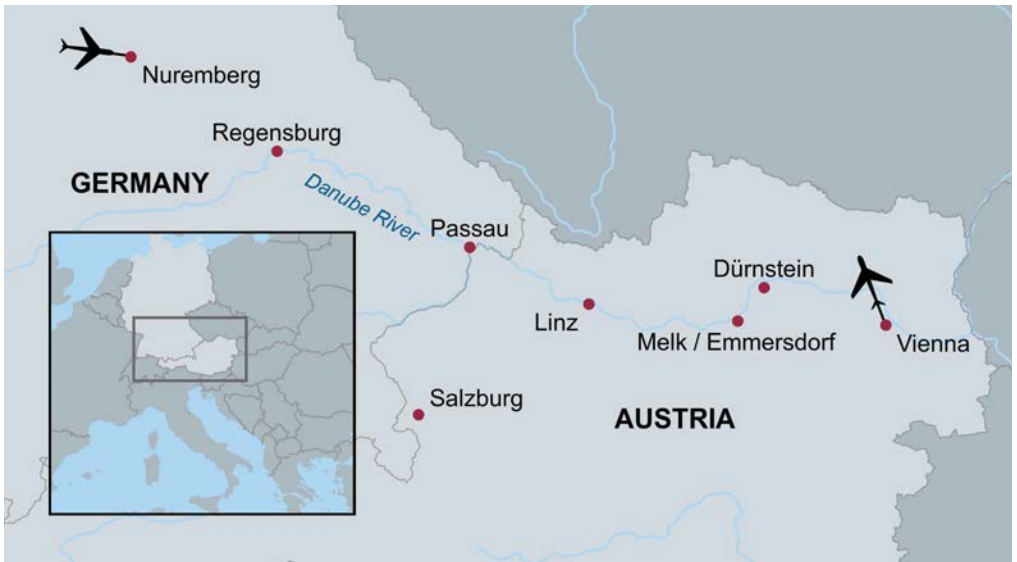 Nuremberg
Regensburg
GERMANY
Danube River
Passau
Dürnstein
Linz
Melk / Emmersdorf
Vienna
Salzburg
AUSTRIA